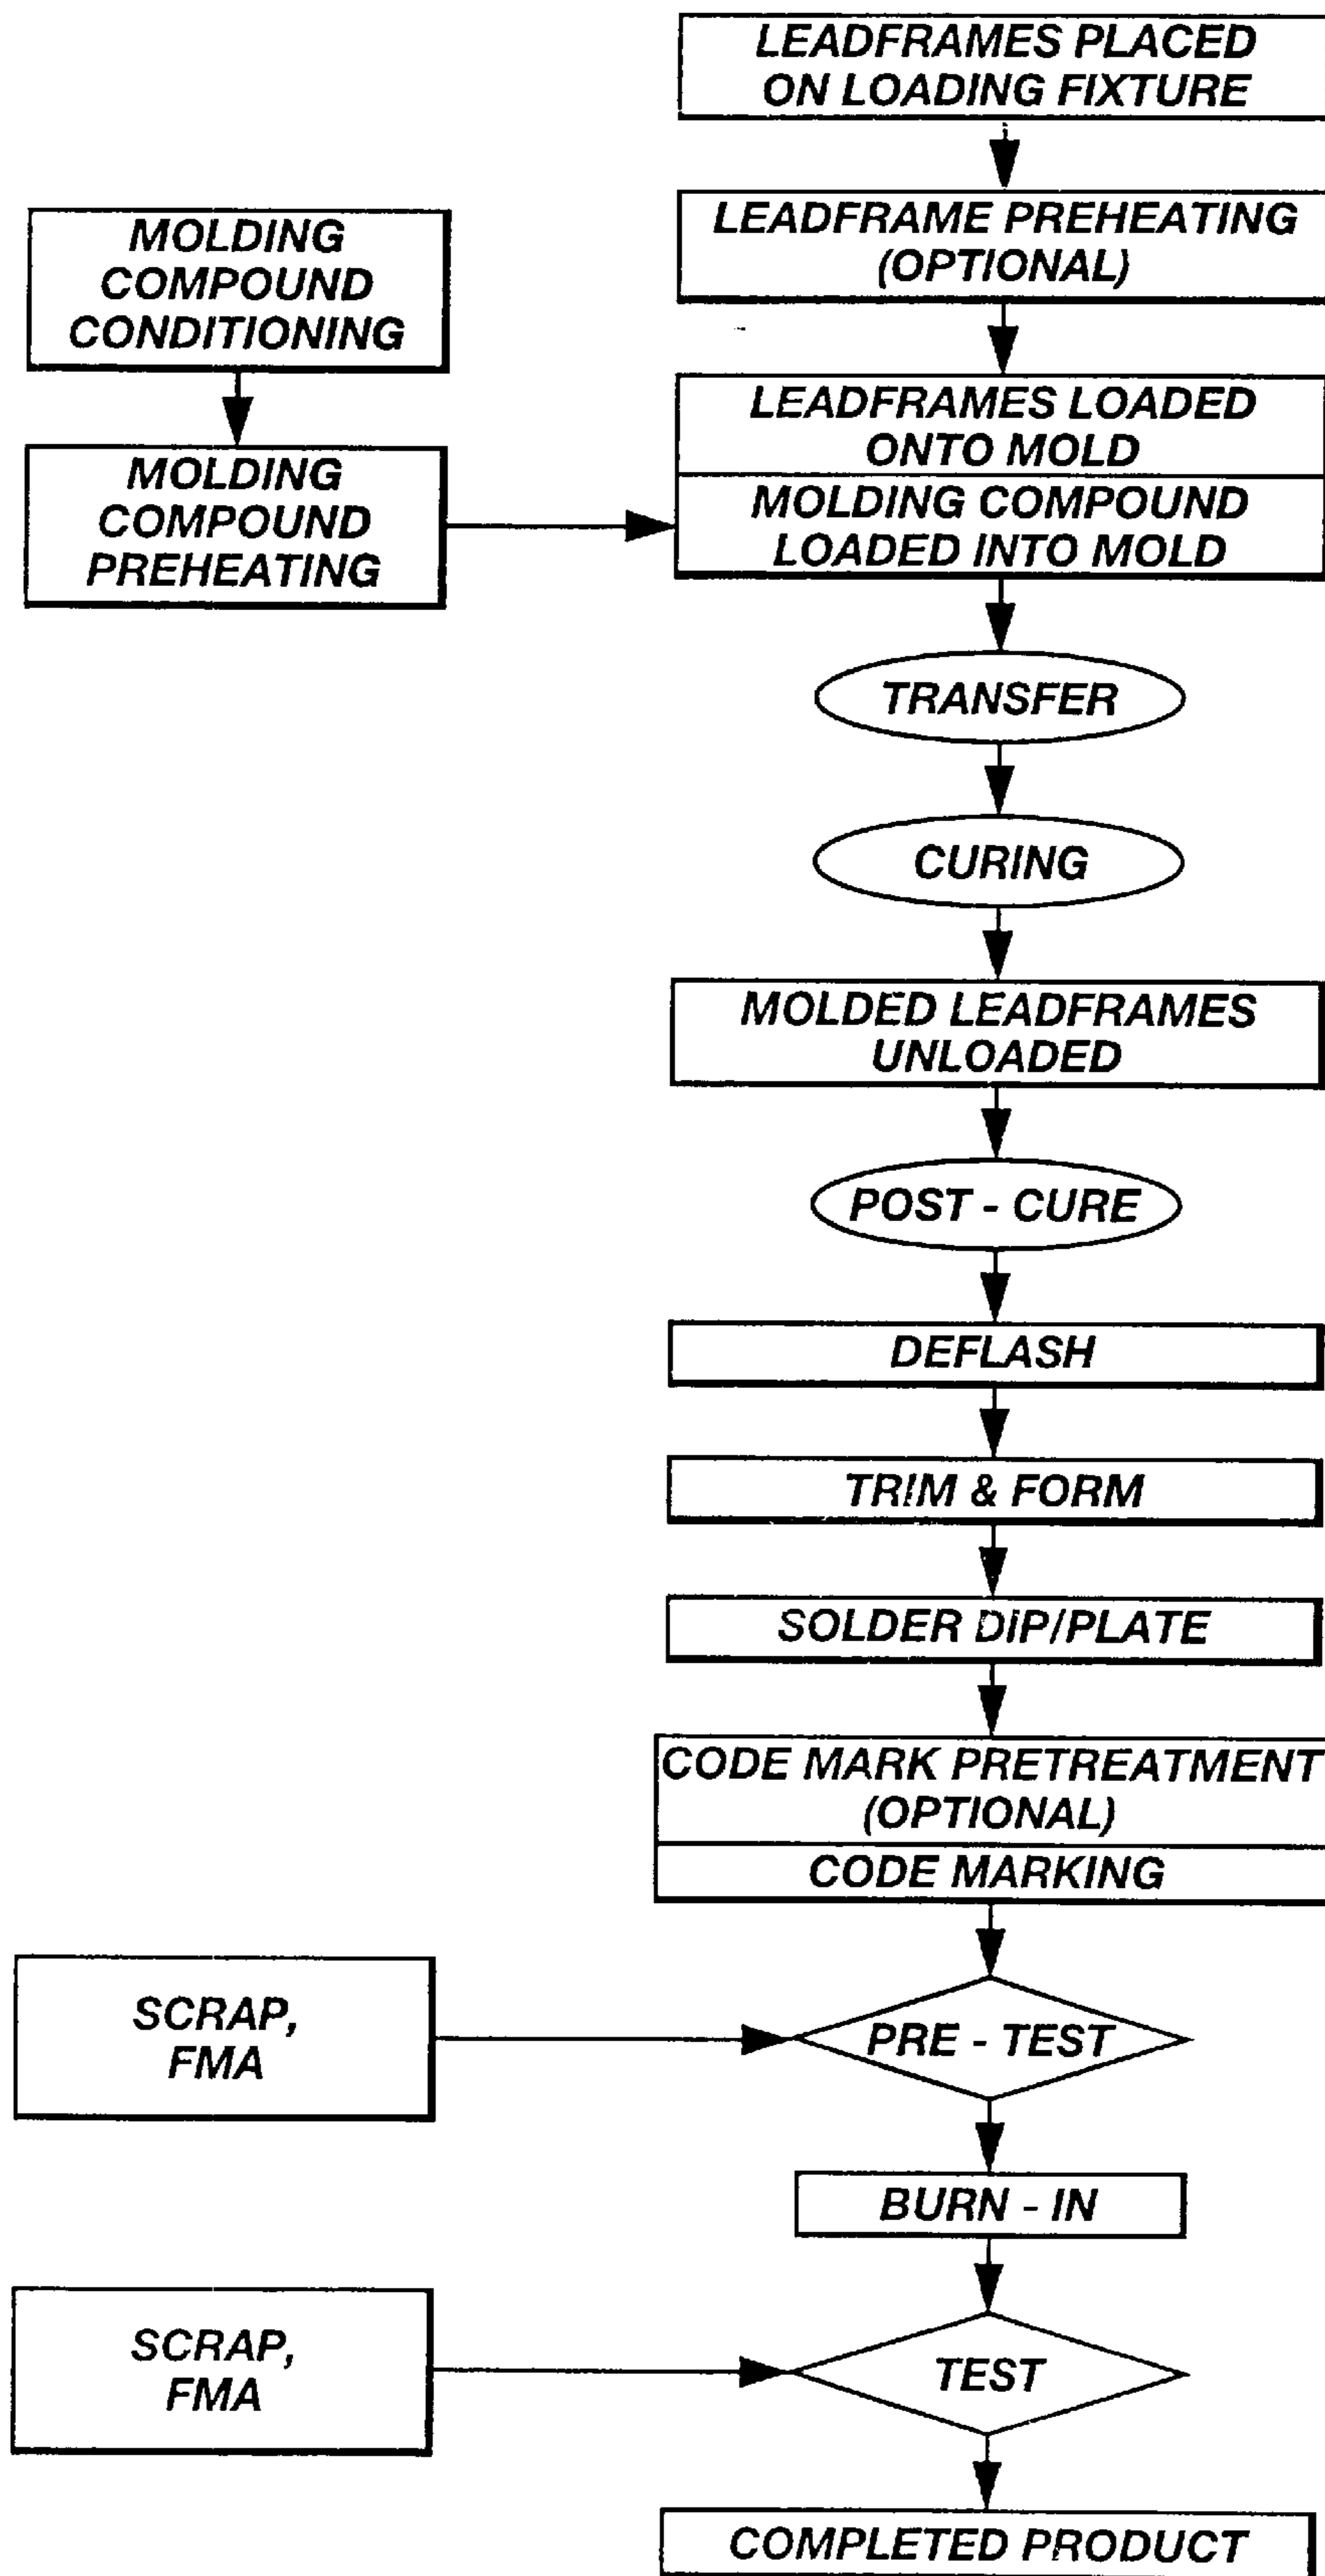 LEADFRAMES PLACED
ON LOADING FIXTURE
LEADFRAME PREHEATING
(OPTIONAL)
MOLDING
COMPOUND
CONDITIONING
LEADFRAMES LOADED
ONTO MOLD
MOLDING
COMPOUND
PREHEATING
MOLDING COMPOUND
LOADED INTO MOLD
TRANSFER
CURING
MOLDED LEADFRAMES
UNLOADED
POST - CURE
DEFLASH
TRIM & FORM
SOLDER DIP/PLATE
CODE MARK PRETREATMENT
(OPTIONAL)
CODE MARKING
SCRAP,
FMA
PRE - TEST
BURN - IN
SCRAP,
FMA
TEST
COMPLETED PRODUCT